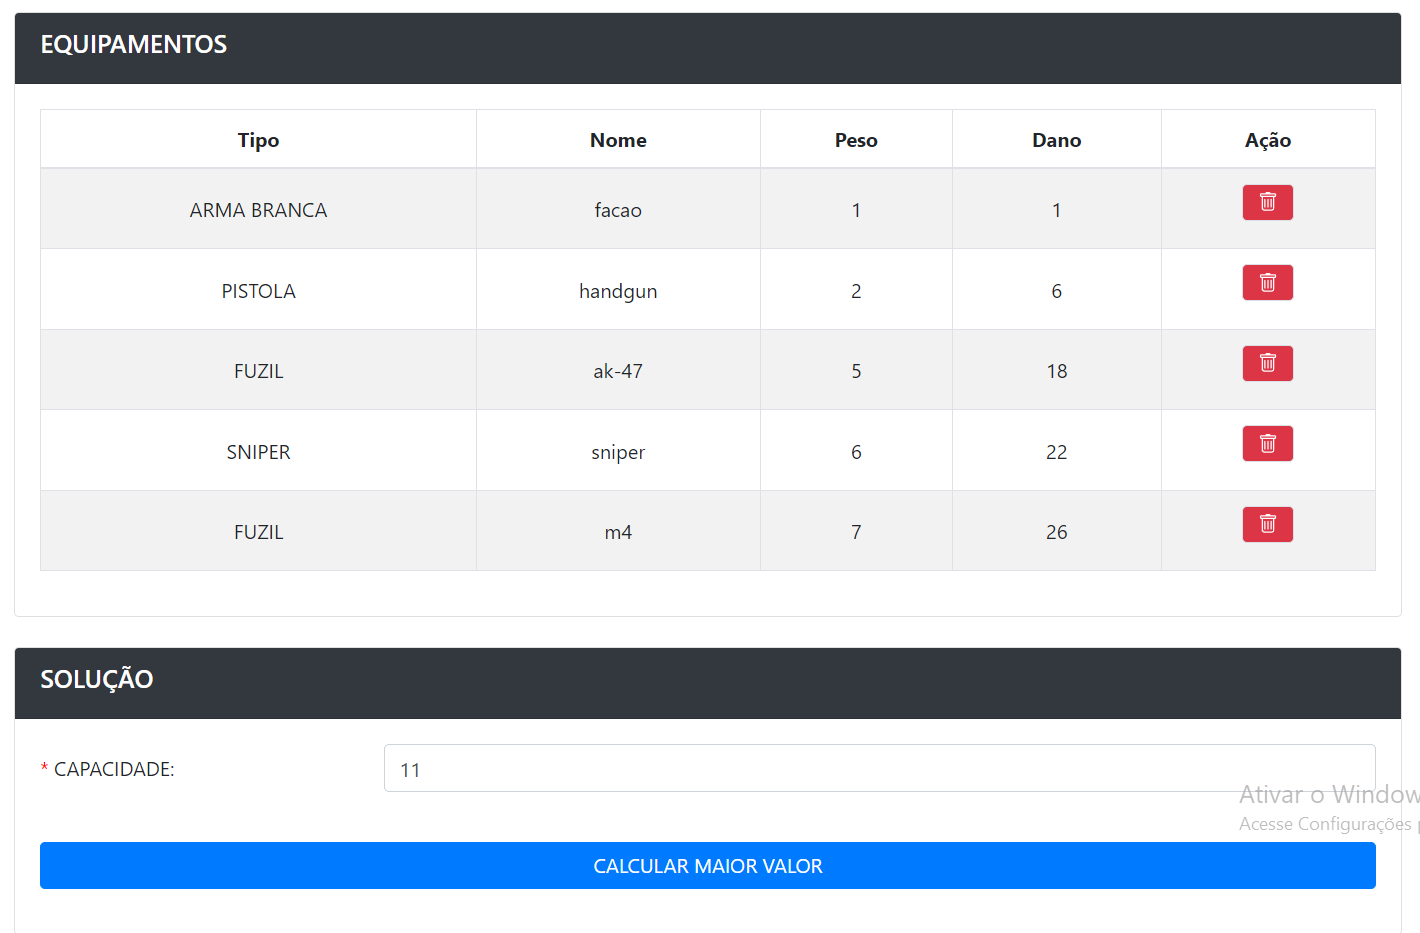 EQUIPAMENTOS
Tipo Nome Peso Dano Ação
ARMA BRANCA facao 1 1
PISTOLA handgun 2 6
FUZIL ak-47 5 18
SNIPER sniper 6 22
FUZIL m4 7 26
SOLUÇÃO
* CAPACIDADE: 11
Ativar o Window
Acesse Configurações p
CALCULAR MAIOR VALOR